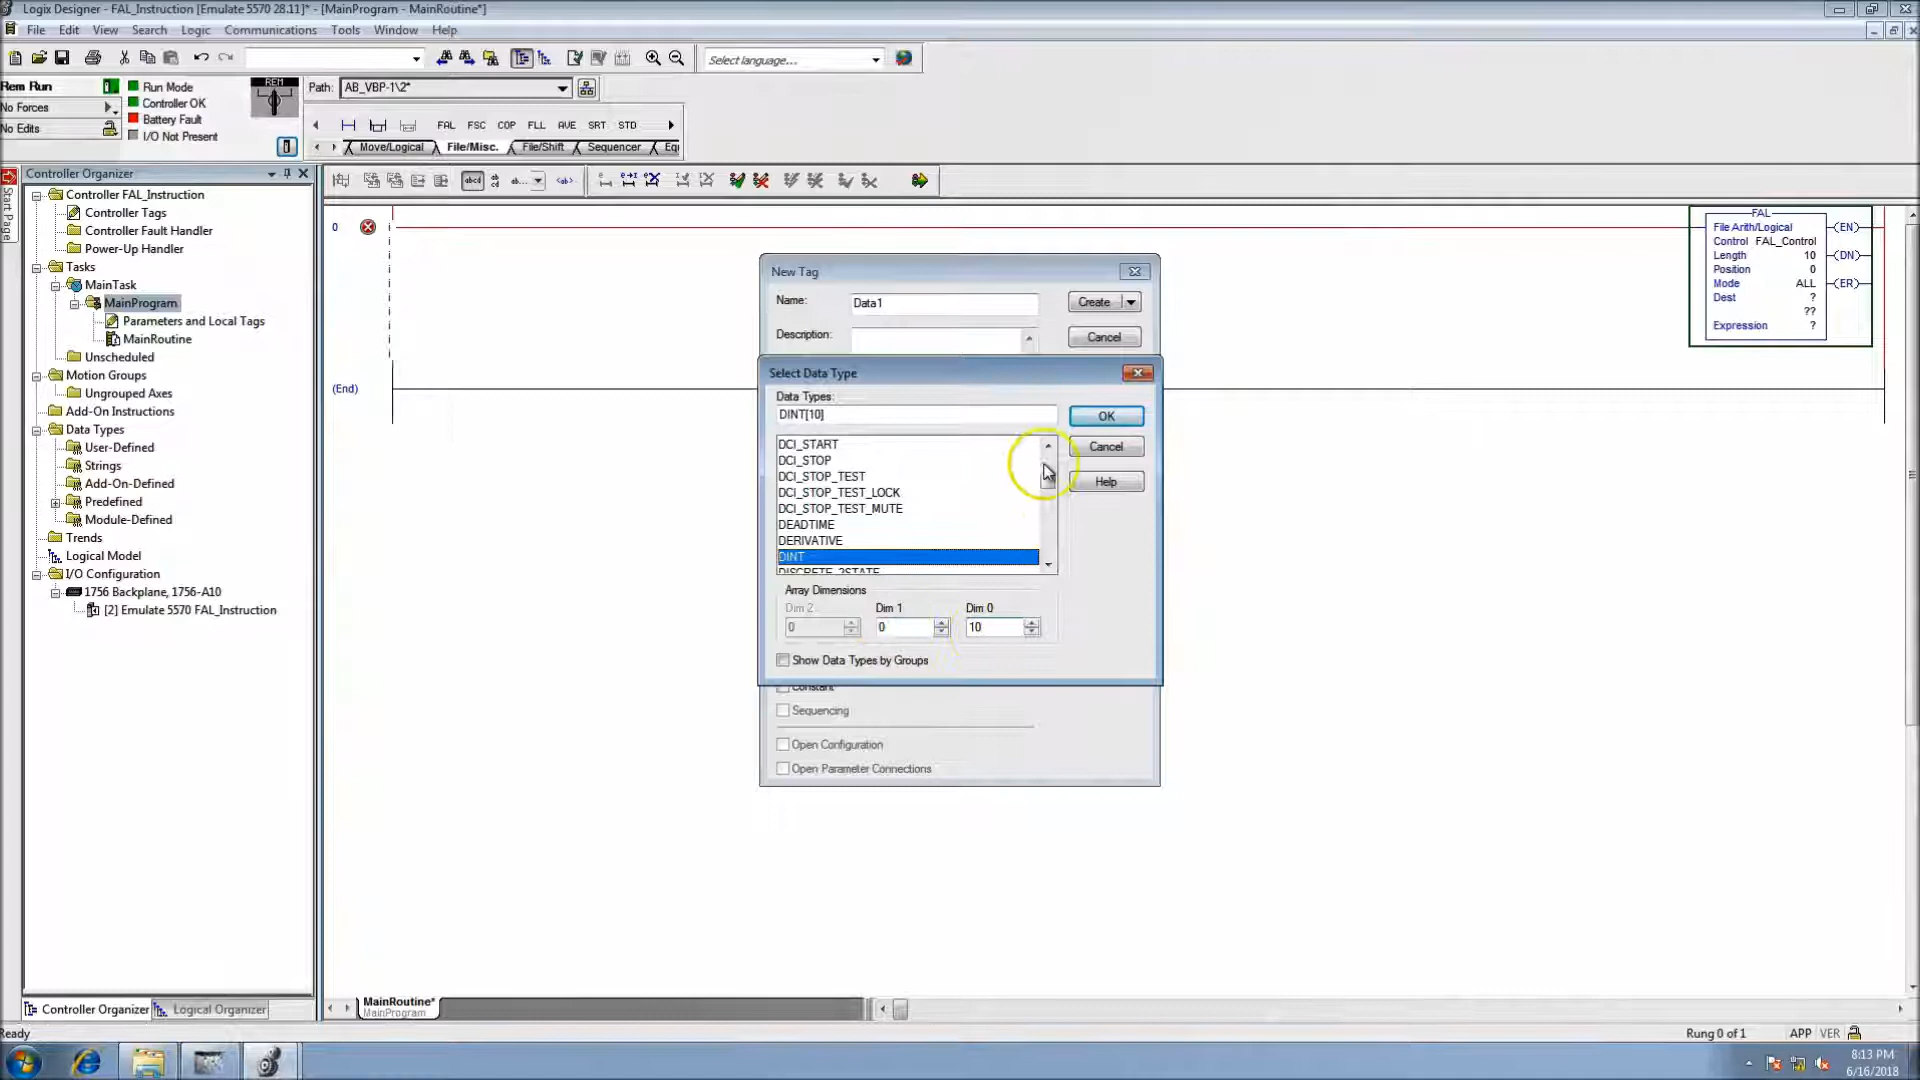 Logix Designer - FAL_Instruction [Emulate 5570 28.11]* - [MainProgram - MainRoutine*]
File Edit View Search Logic Communications Tools Window Help
Select language...
Rem Run
No Forces
No Edits
Run Mode
Controller OK
Battery Fault
I/O Not Present
REM
Path: AB_VBP-1\2*
FAL FSC COP FLL AVE SRT STD
Move/Logical File/Misc. File/Shift Sequencer Equ
Start Page
Controller Organizer
Controller FAL_Instruction
Controller Tags
Controller Fault Handler
Power-Up Handler
Tasks
MainTask
MainProgram
Parameters and Local Tags
MainRoutine
Unscheduled
Motion Groups
Ungrouped Axes
Add-On Instructions
Data Types
User-Defined
Strings
Add-On-Defined
Predefined
Module-Defined
Trends
Logical Model
I/O Configuration
1756 Backplane, 1756-A10
[2] Emulate 5570 FAL_Instruction
Controller Organizer Logical Organizer
0
(End)
FAL
File Arith/Logical
Control FAL_Control
Length 10
Position 0
Mode ALL
Dest ?
??
Expression ?
EN
DN
ER
New Tag
Name: Data1
Create
Description:
Cancel
Select Data Type
Data Types:
DINT[10]
OK
Cancel
Help
DCI_START
DCI_STOP
DCI_STOP_TEST
DCI_STOP_TEST_LOCK
DCI_STOP_TEST_MUTE
DEADTIME
DERIVATIVE
DINT
DISCRETE_2STATE
Array Dimensions
Dim 2 Dim 1 Dim 0
0 0 10
Show Data Types by Groups
Constant
Sequencing
Open Configuration
Open Parameter Connections
MainRoutine*
MainProgram
Ready
Rung 0 of 1 APP VER
8:13 PM
6/16/2018